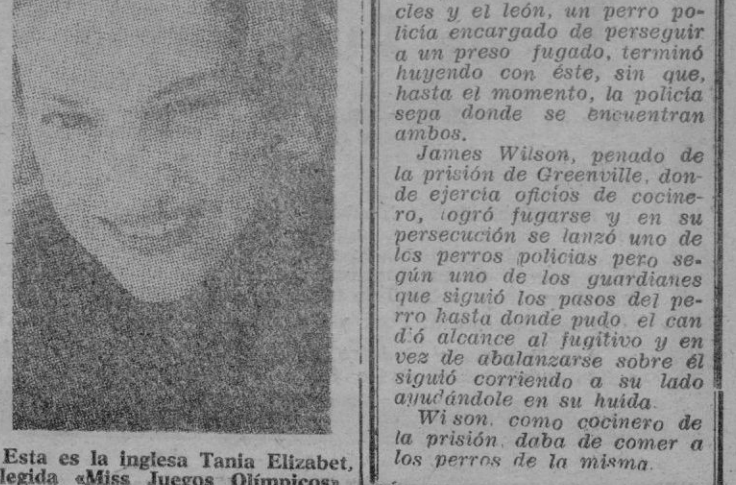 cles y el león, un perro po-
licía encargado de perseguir
a un preso fugado, terminó
huyendo con éste, sin que,
hasta el momento, la policía
sepa donde se encuentran
ambos.
James Wilson, penado de
la prisión de Greenville, don-
de ejercía oficios de cocine-
ro, logró fugarse y en su
persecución se lanzó uno de
los perros policias pero se-
gún uno de los guardianes
que siguió los pasos del pe-
rro hasta donde pudo, el can
d'ó alcance al fugitivo y en
vez de abalanzarse sobre él
siguió corriendo a su lado
ayudándole en su huída.
Wi son, como cocinero de
la prisión, daba de comer a
los perros de la misma.
Esta es la inglesa Tania Elizabet,
legida «Miss Juegos Olímpicos»,